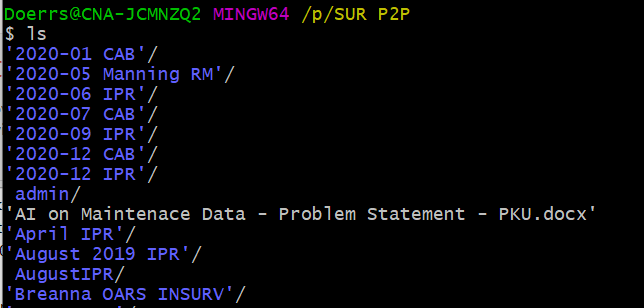 Doerrs@CNA-JCMNZQ2 MINGW64 /p/SUR P2P
$ ls
'2020-01 CAB'/
'2020-05 Manning RM'/
'2020-06 IPR'/
'2020-07 CAB'/
'2020-09 IPR'/
'2020-12 CAB'/
'2020-12 IPR'/
admin/
'AI on Maintenace Data - Problem Statement - PKU.docx'
'April IPR'/
'August 2019 IPR'/
AugustIPR/
'Breanna OARS INSURV'/